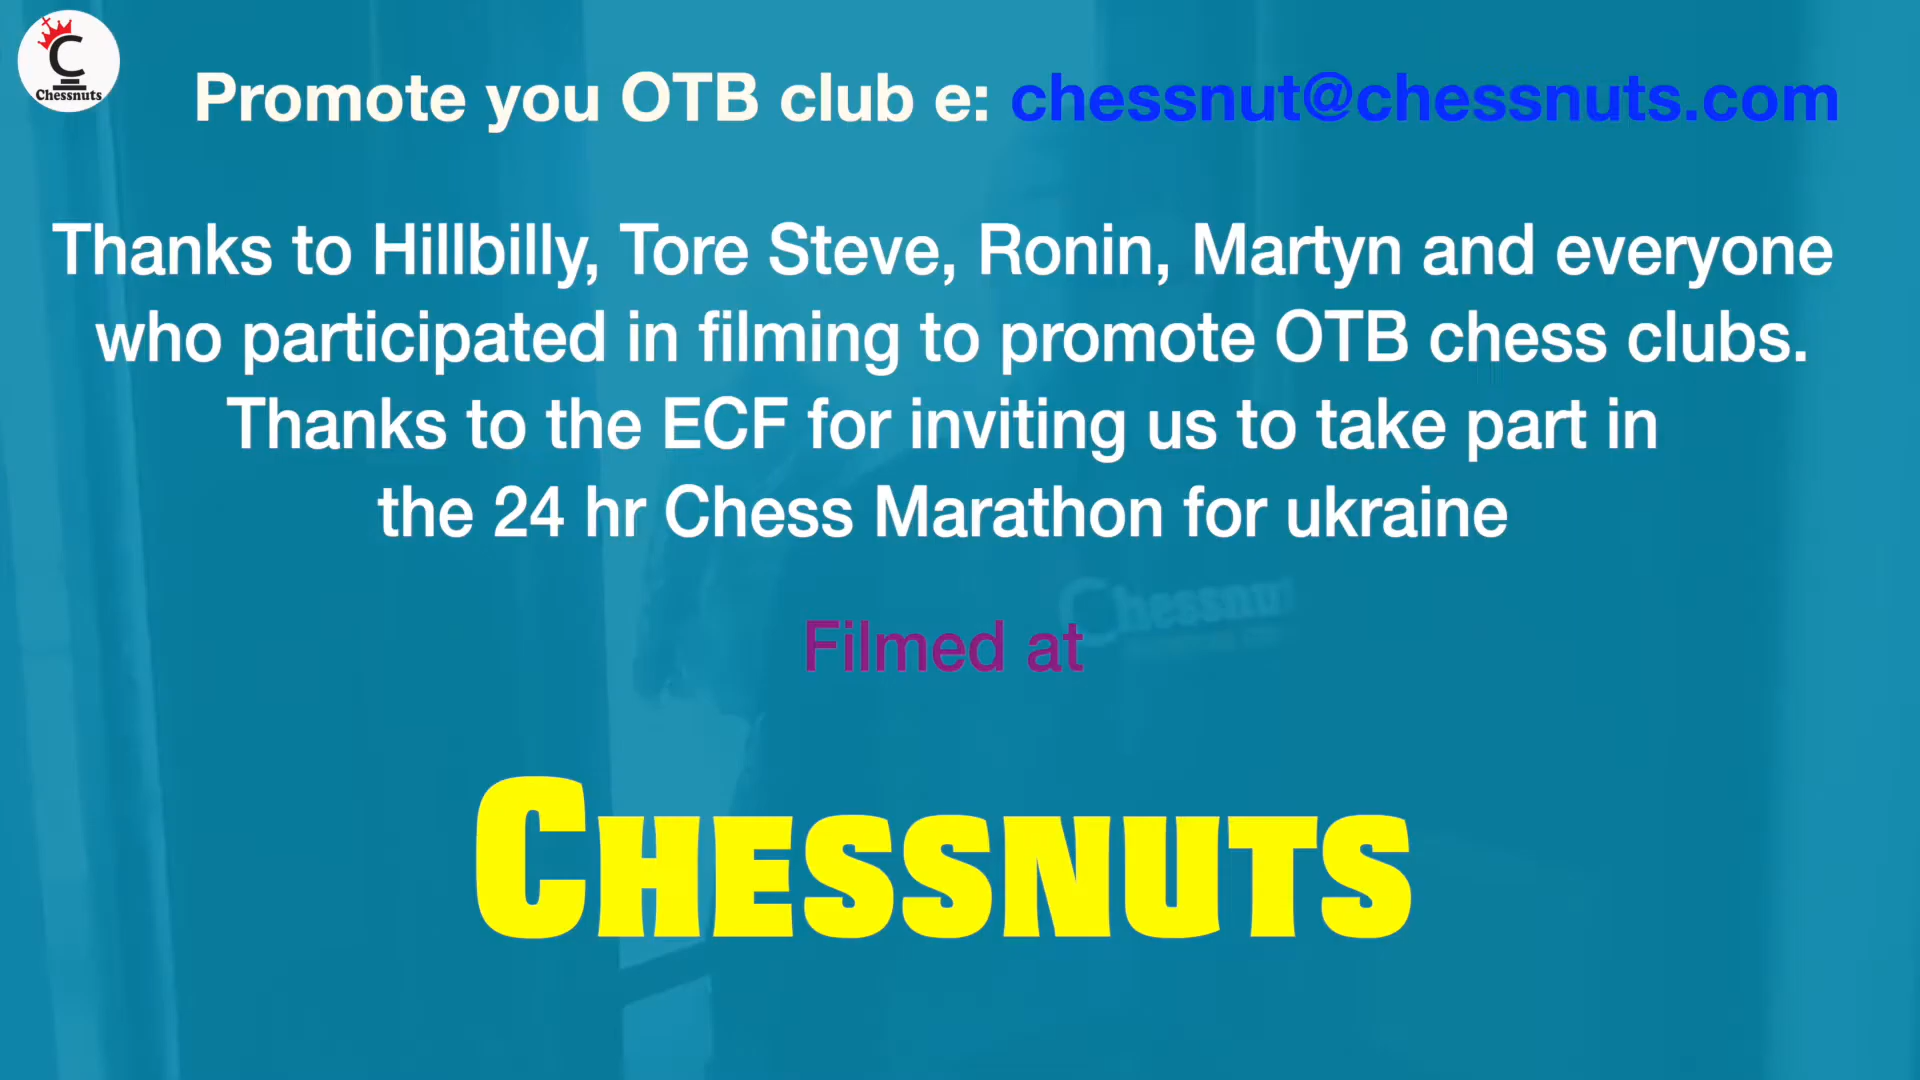 C
Chessnuts
Promote you OTB club e: chessnut@chessnuts.com
Thanks to Hillbilly, Tore Steve, Ronin, Martyn and everyone
who participated in filming to promote OTB chess clubs.
Thanks to the ECF for inviting us to take part in
the 24 hr Chess Marathon for ukraine
Chessnut
Filmed at
CHESSNUTS